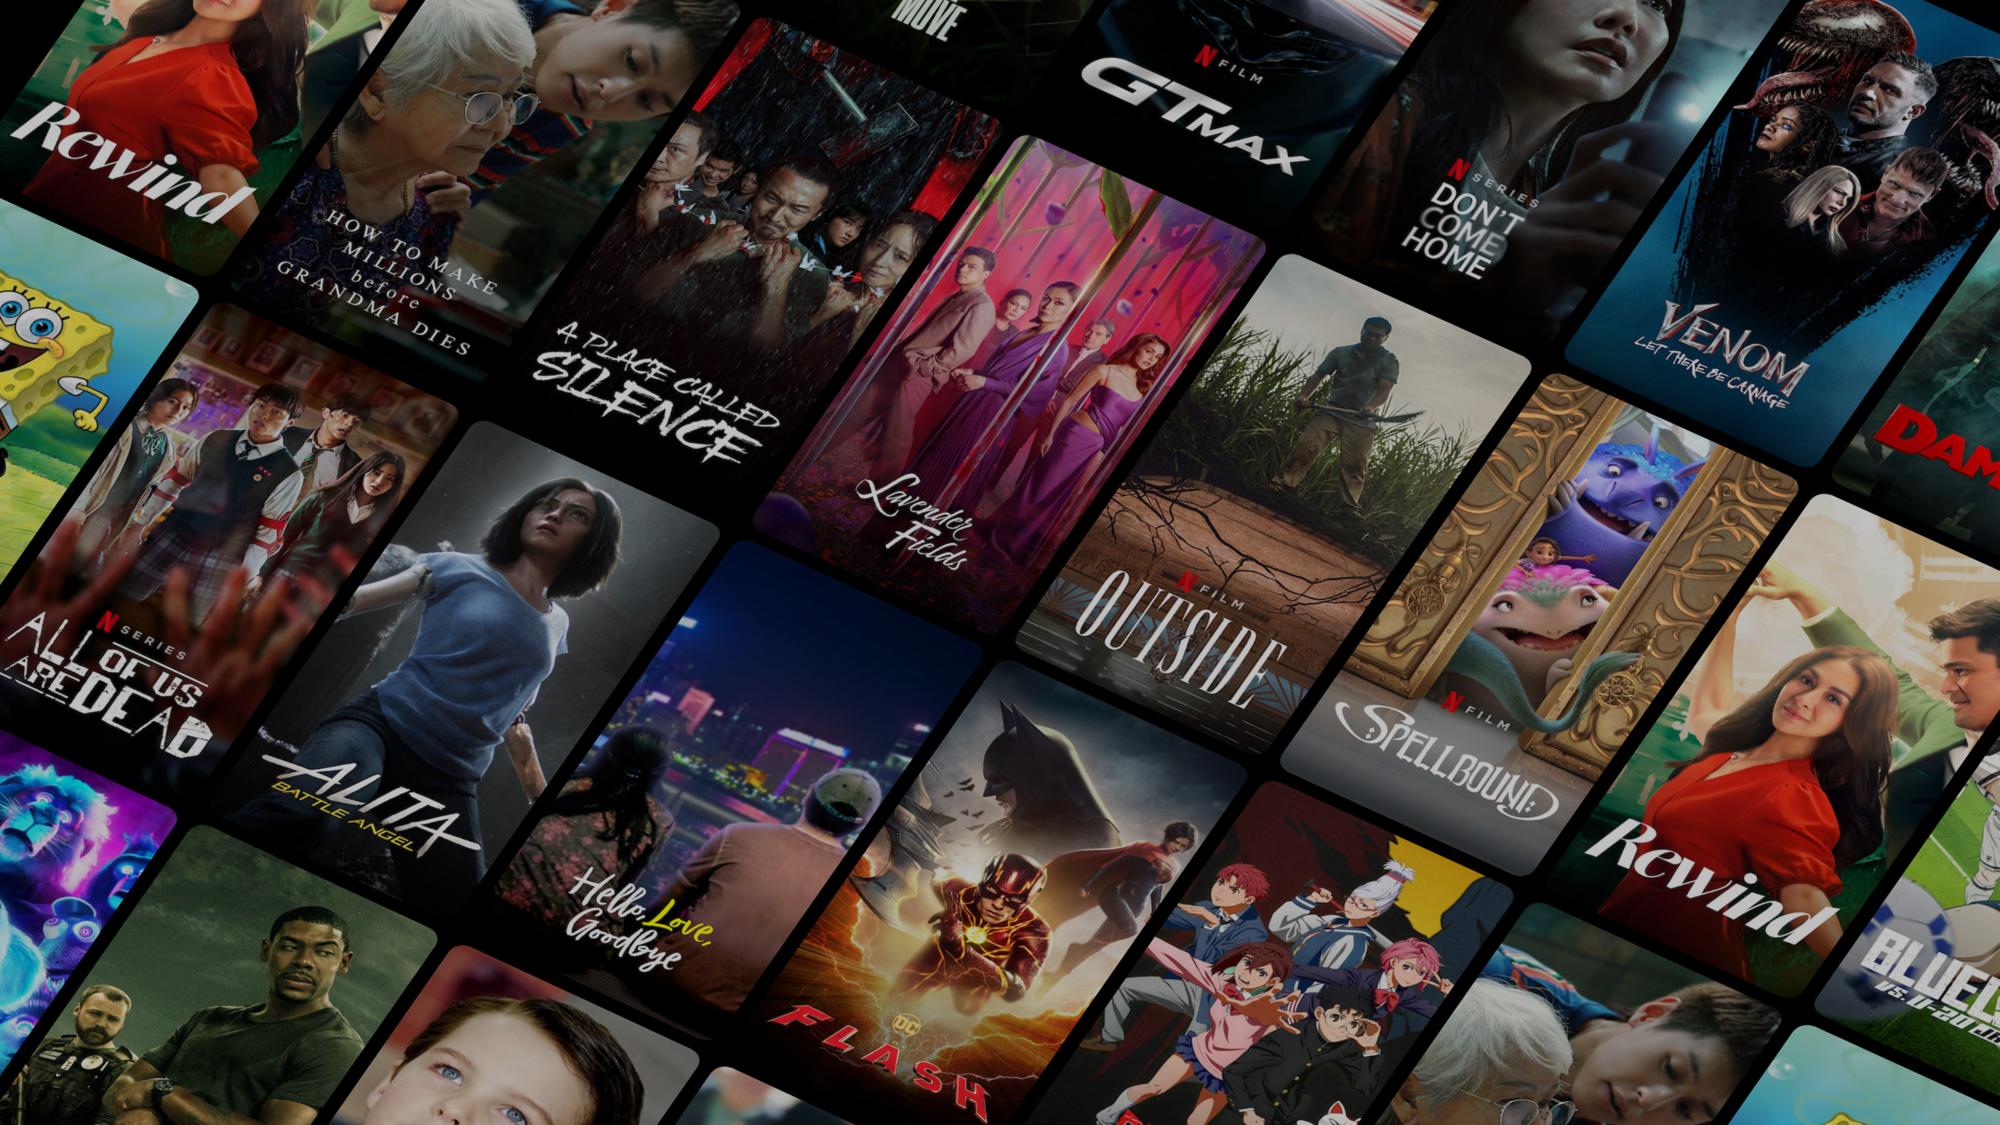 MOVE
N FILM
GTMAX
N SERIES
DON'T
COME
HOME
VENOM
LET THERE BE CARNAGE
Rewind
HOW TO MAKE
MILLIONS
before
GRANDMA DIES
A PLACE CALLED
SILENCE
Lavender
Fields
N FILM
OUTSIDE
N FILM
SPELLBOUND
DAM
N SERIES
ALL OF US
ARE DEAD
ALITA
BATTLE ANGEL
Hello, Love,
Goodbye
DC
FLASH
Rewind
BLUEL
VS. U-20 J